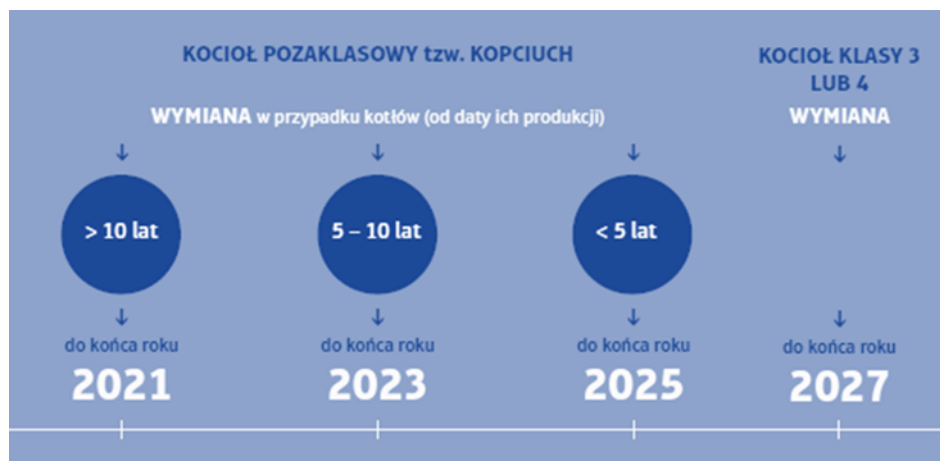 KOCIOŁ POZAKLASOWY tzw. KOPCIUCH
WYMIANA w przypadku kotłów (od daty ich produkcji)
> 10 lat
do końca roku
2021
5 – 10 lat
do końca roku
2023
< 5 lat
do końca roku
2025
KOCIOŁ KLASY 3
LUB 4
WYMIANA
do końca roku
2027